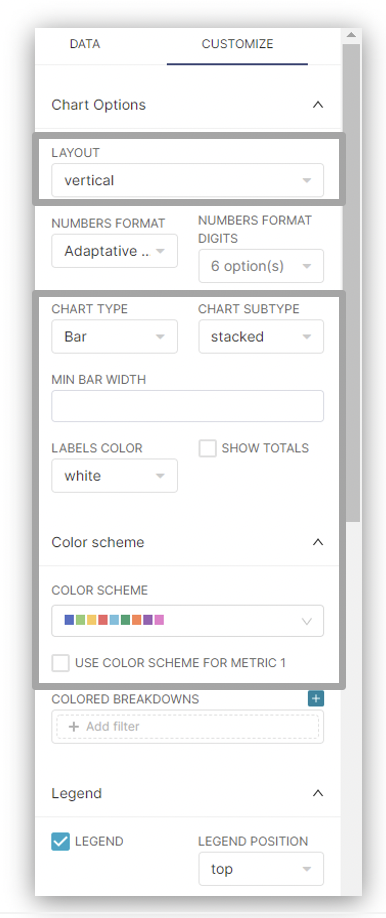 DATA CUSTOMIZE
Chart Options
LAYOUT
vertical
NUMBERS FORMAT
NUMBERS FORMAT DIGITS
Adaptative ..
6 option(s)
CHART TYPE
CHART SUBTYPE
Bar
stacked
MIN BAR WIDTH
LABELS COLOR
SHOW TOTALS
white
Color scheme
COLOR SCHEME
USE COLOR SCHEME FOR METRIC 1
COLORED BREAKDOWNS
+
+ Add filter
Legend
LEGEND
LEGEND POSITION
top